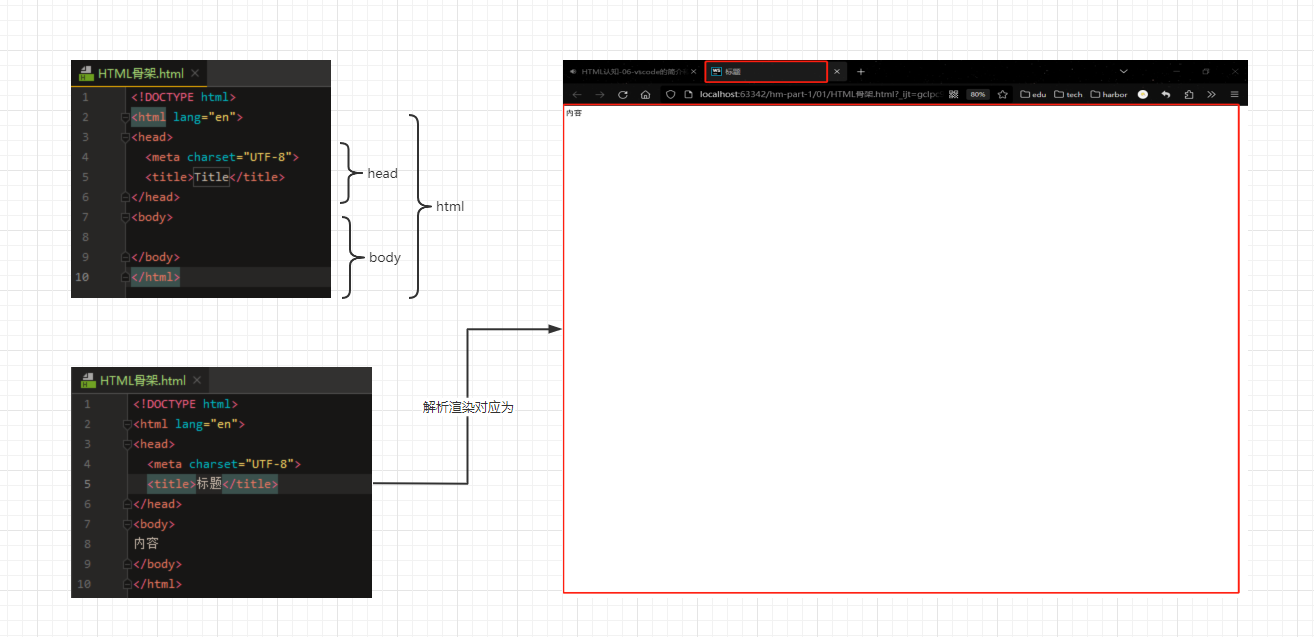 HTML骨架.html
1 <!DOCTYPE html>
2 <html lang="en">
3 <head>
4 <meta charset="UTF-8">
5 <title>Title</title>
6 </head>
7 <body>
8
9 </body>
10 </html>
head
body
html
HTML骨架.html
1 <!DOCTYPE html>
2 <html lang="en">
3 <head>
4 <meta charset="UTF-8">
5 <title>标题</title>
6 </head>
7 <body>
8 内容
9 </body>
10 </html>
解析渲染对应为
HTML认知-06-vscode的简介 标题
localhost:63342/hm-part-1/01/HTML骨架.html?_ijt=gclp 80% edu tech harbor
内容